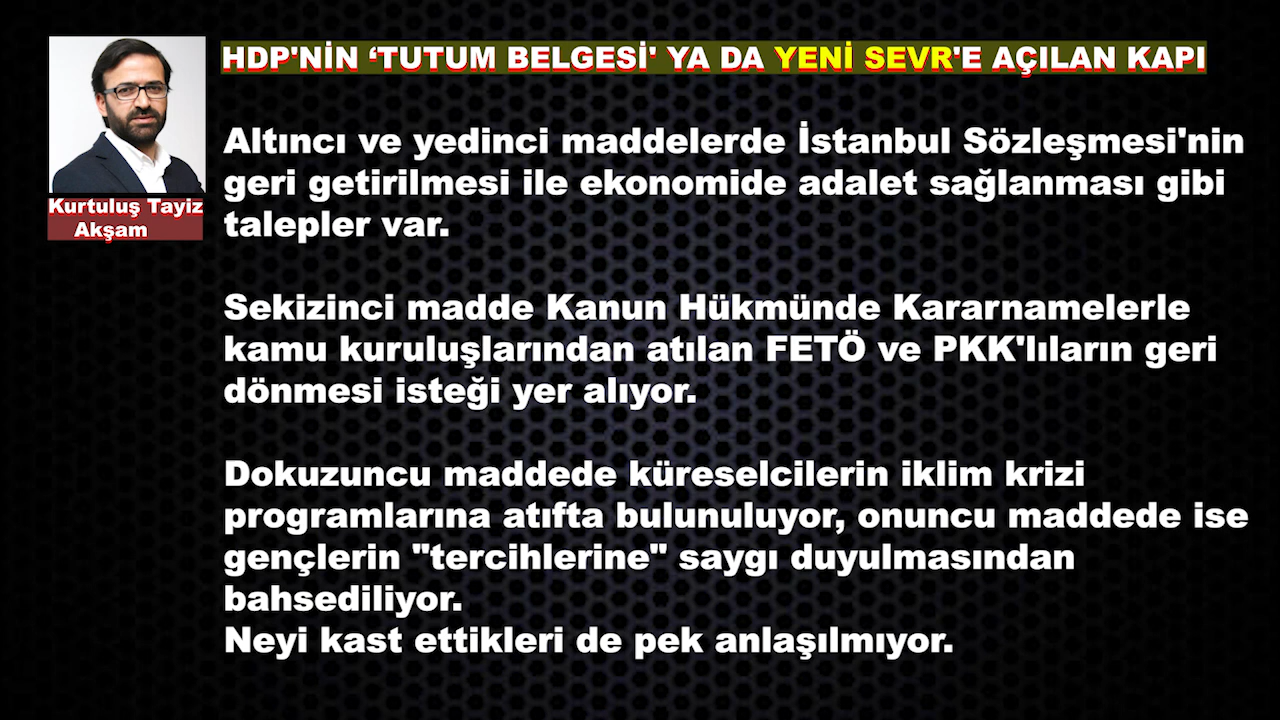 HDP'NİN ‘TUTUM BELGESİ' YA DA YENİ SEVR'E AÇILAN KAPI
Kurtuluş Tayiz
Akşam
Altıncı ve yedinci maddelerde İstanbul Sözleşmesi'nin
geri getirilmesi ile ekonomide adalet sağlanması gibi
talepler var.
Sekizinci madde Kanun Hükmünde Kararnamelerle
kamu kuruluşlarından atılan FETÖ ve PKK'lıların geri
dönmesi isteği yer alıyor.
Dokuzuncu maddede küreselcilerin iklim krizi
programlarına atıfta bulunuluyor, onuncu maddede ise
gençlerin "tercihlerine" saygı duyulmasından
bahsediliyor.
Neyi kast ettikleri de pek anlaşılmıyor.